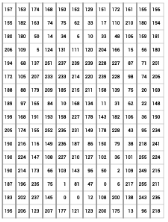 157 153 174 168 150 152 129 151 172 161 155 156
155 182 163 74 75 62 33 17 110 210 180 154
180 180 50 14 34 6 10 33 48 106 159 181
206 109 5 124 131 111 120 204 166 15 56 180
194 68 137 251 237 239 239 228 227 87 71 201
172 105 207 233 233 214 220 239 228 98 74 206
188 88 179 209 185 215 211 158 139 75 20 169
189 97 165 84 10 168 134 11 31 62 22 148
199 168 191 193 158 227 178 143 182 106 36 190
205 174 155 252 236 231 149 178 228 43 95 234
190 216 116 149 236 187 86 150 79 38 218 241
190 224 147 108 227 210 127 102 36 101 255 224
190 214 173 66 103 143 96 50 2 109 249 215
187 196 235 75 1 81 47 0 6 217 255 211
183 202 237 145 0 0 12 108 200 138 243 236
195 206 123 207 177 121 123 200 175 13 96 218